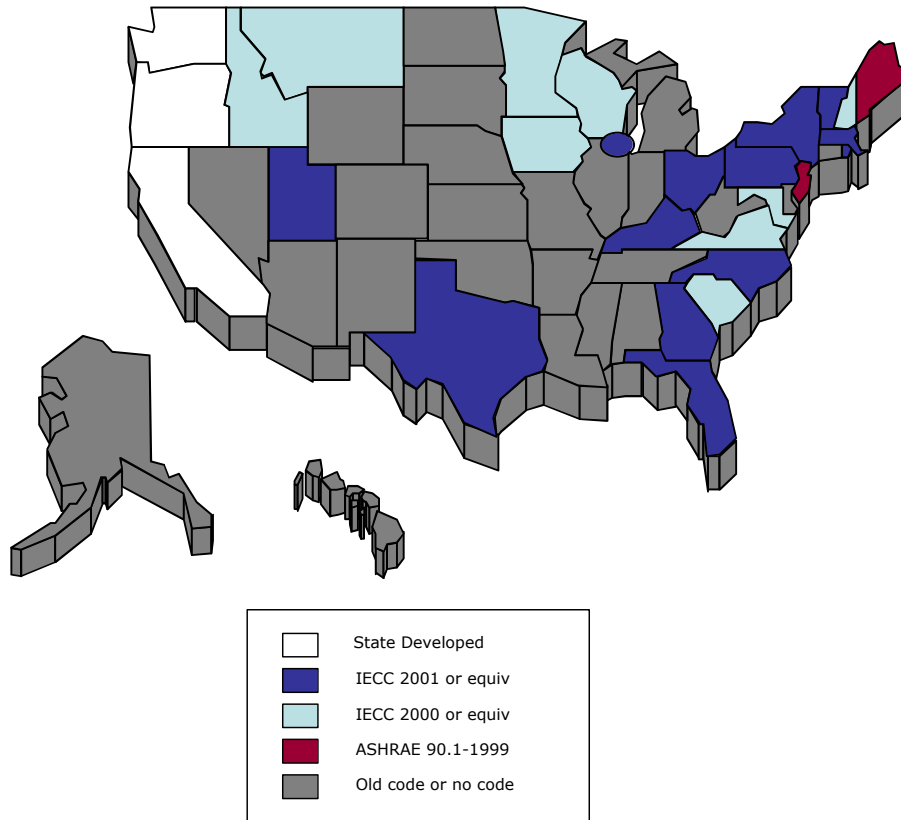 State Developed
IECC 2001 or equiv
IECC 2000 or equiv
ASHRAE 90.1-1999
Old code or no code